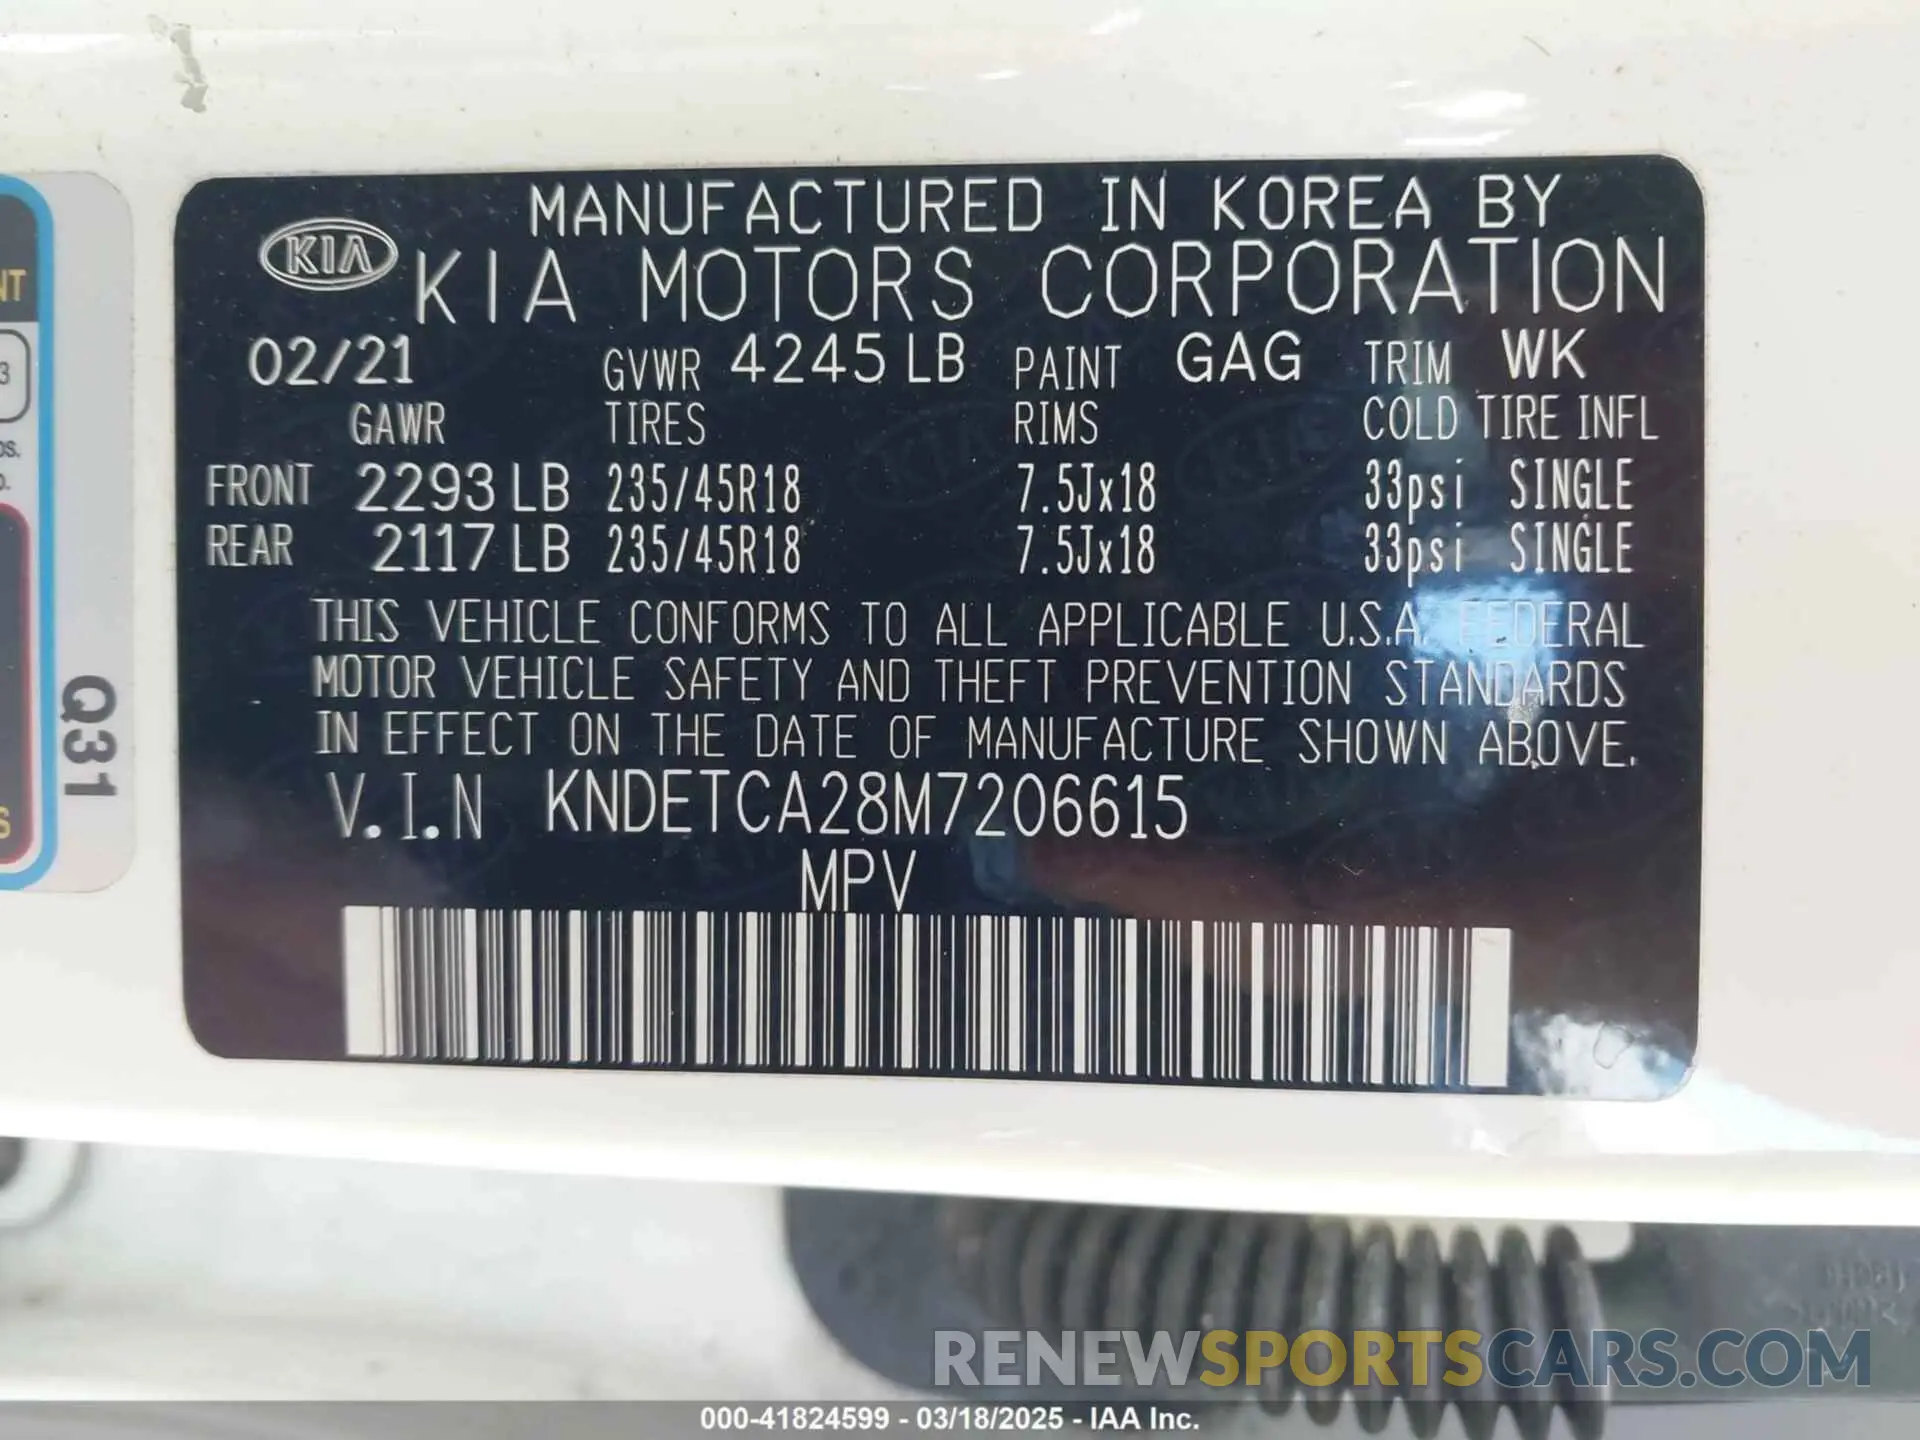 MANUFACTURED IN KOREA BY
KIA KIA MOTORS CORPORATION
02/21 GVWR 4245 LB PAINT GAG TRIM WK
GAWR TIRES RIMS COLD TIRE INFL
FRONT 2293 LB 235/45R18 7.5Jx18 33psi SINGLE
REAR 2117 LB 235/45R18 7.5Jx18 33psi SINGLE
THIS VEHICLE CONFORMS TO ALL APPLICABLE U.S.A. FEDERAL
MOTOR VEHICLE SAFETY AND THEFT PREVENTION STANDARDS
IN EFFECT ON THE DATE OF MANUFACTURE SHOWN ABOVE.
V.I.N KNDETCA28M7206615
MPV
Q31
RENEWSPORTSCARS.COM
000-41824599 - 03/18/2025 - IAA Inc.